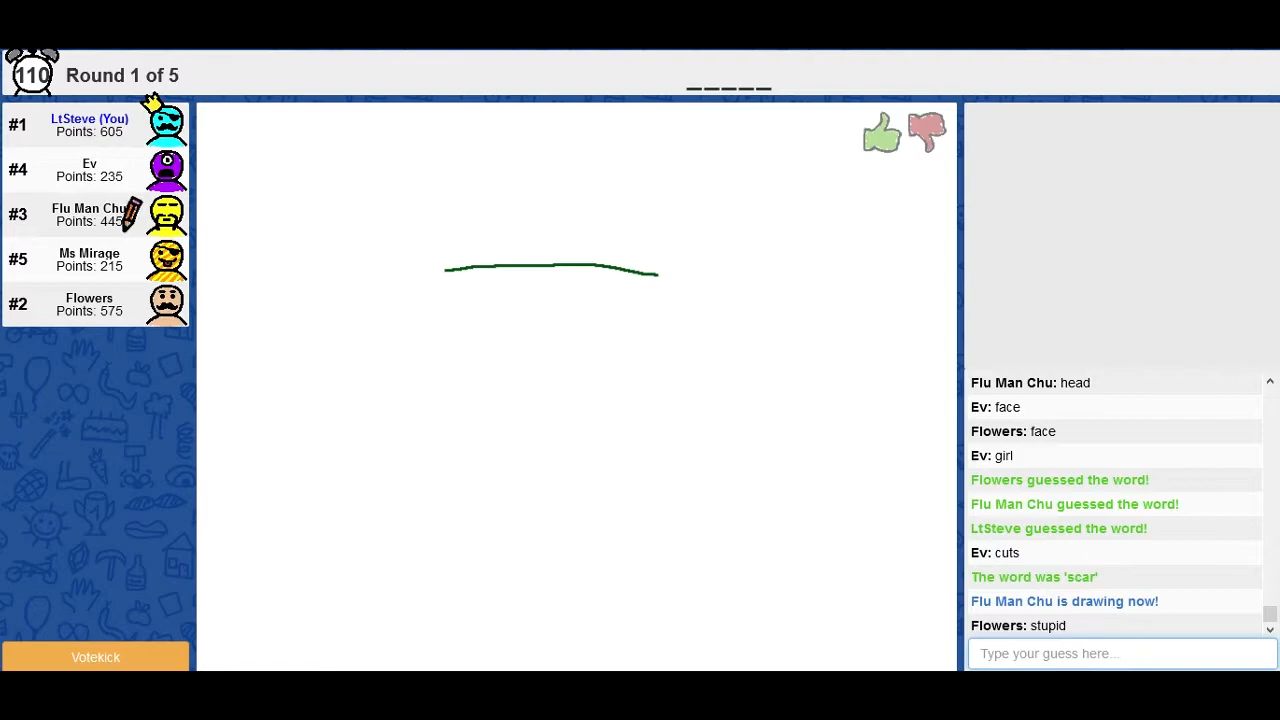 110
Round 1 of 5
_ _ _ _ _
#1
LtSteve (You)
Points: 605
#4
Ev
Points: 235
#3
Flu Man Chu
Points: 445
#5
Ms Mirage
Points: 215
#2
Flowers
Points: 575
Votekick
Flu Man Chu: head
Ev: face
Flowers: face
Ev: girl
Flowers guessed the word!
Flu Man Chu guessed the word!
LtSteve guessed the word!
Ev: cuts
The word was 'scar'
Flu Man Chu is drawing now!
Flowers: stupid
Type your guess here...